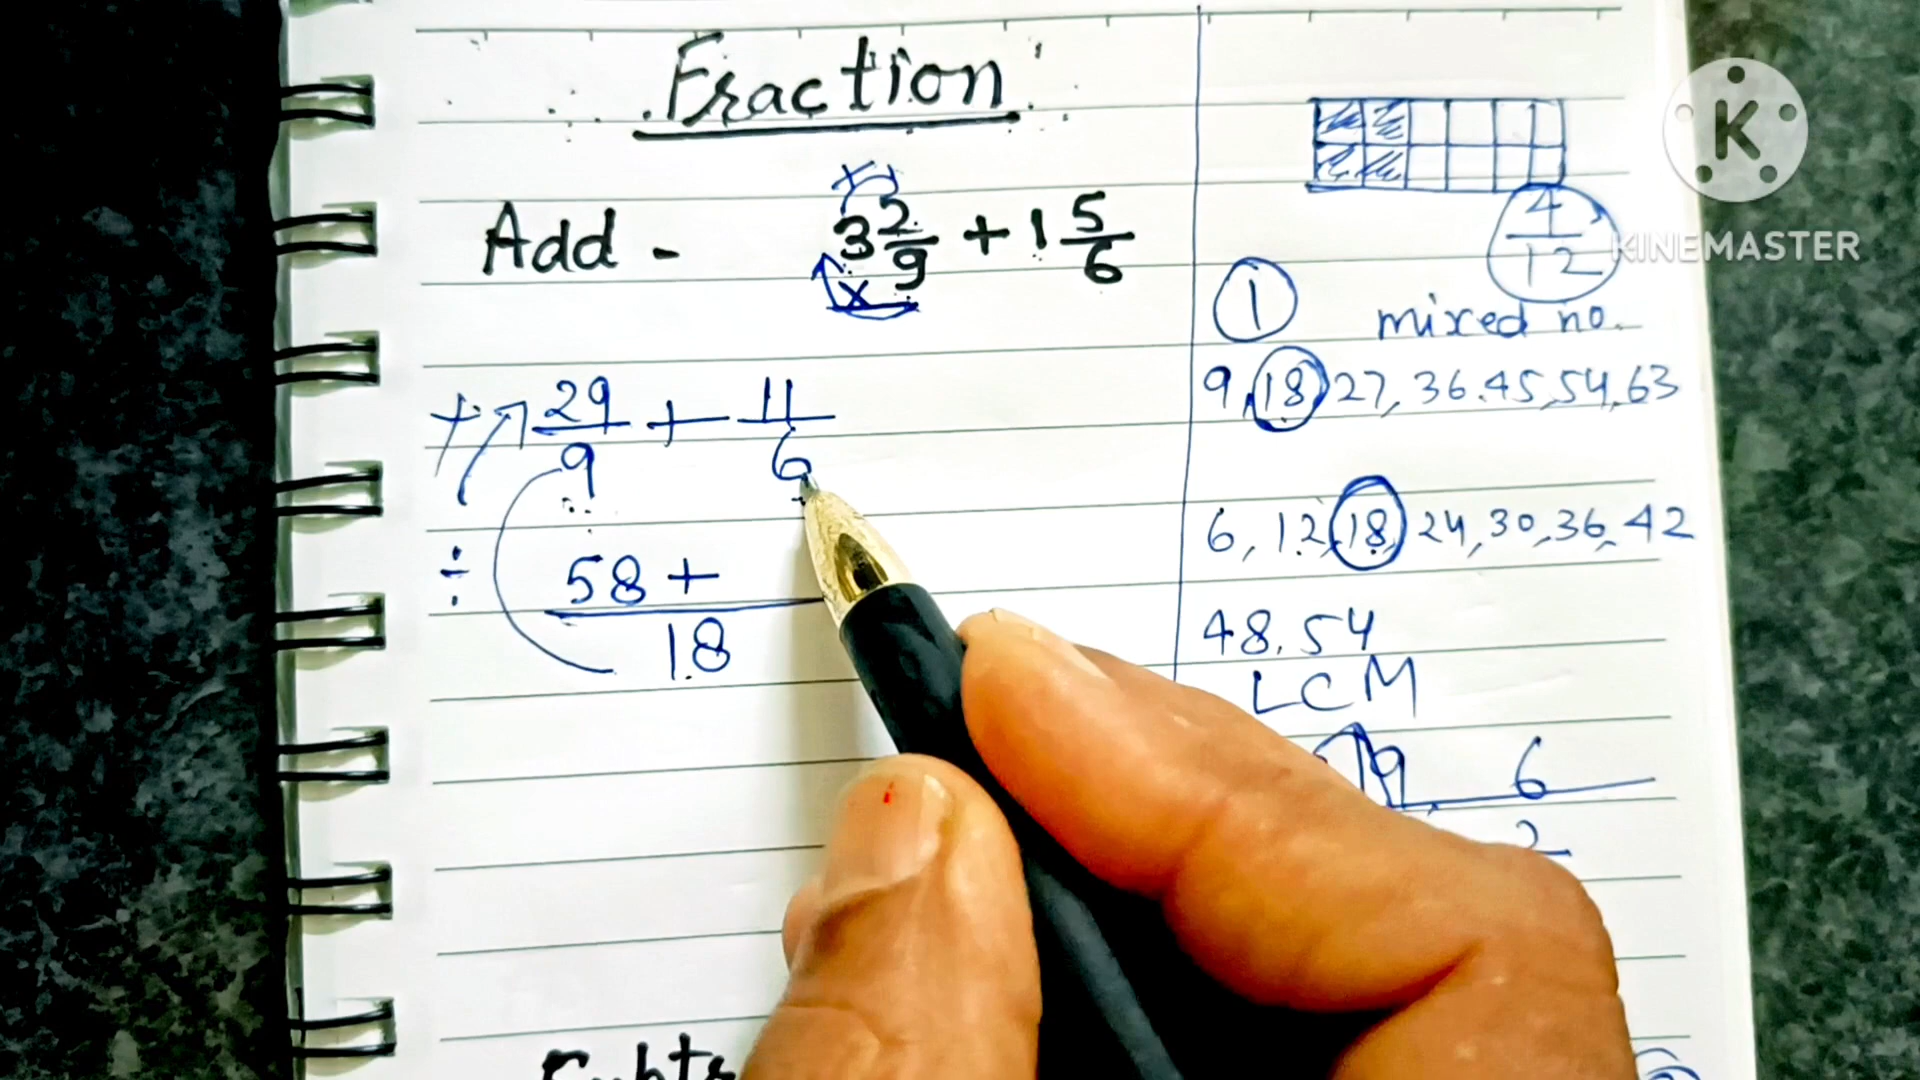 Fraction
Add - 3 2/9 + 1 5/6
29/9 + 11/6
÷
58 +
18
4
12
1 mixed no.
9, 18, 27, 36. 45, 54, 63
6, 12, 18, 24, 30, 36, 42
48, 54
LCM
9 6
2
K
KINEMASTER